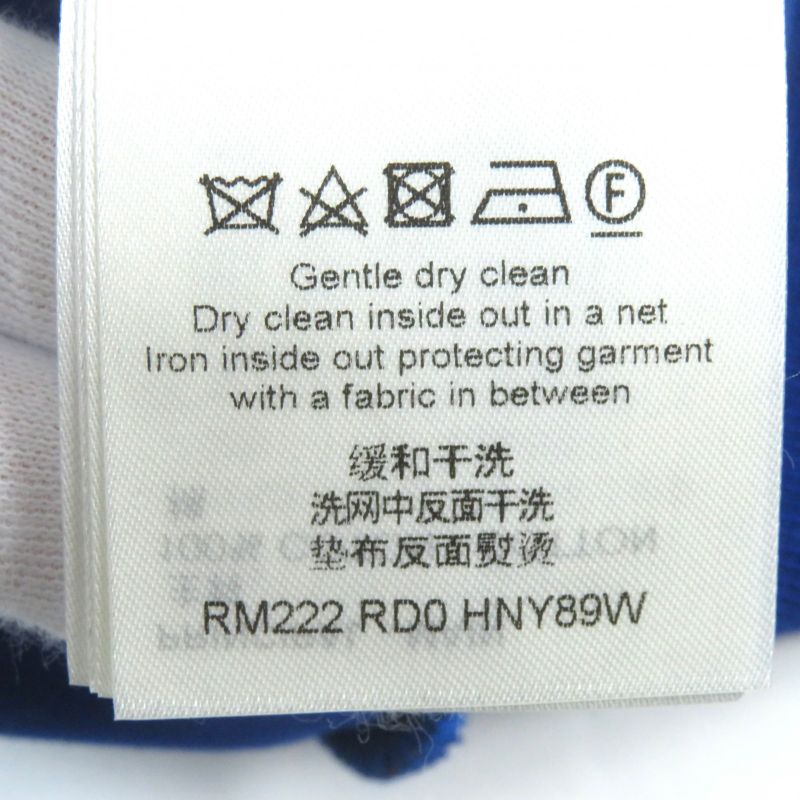 F
Gentle dry clean
Dry clean inside out in a net
Iron inside out protecting garment
with a fabric in between
缓和干洗
洗网中反面干洗
垫布反面熨烫
RM222 RD0 HNY89W